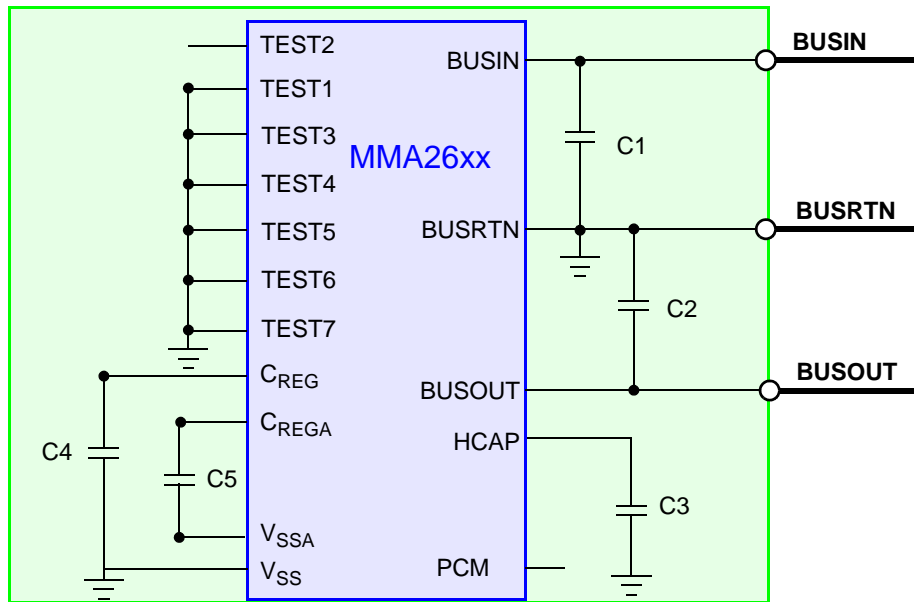 TEST2
TEST1
TEST3
TEST4
TEST5
TEST6
TEST7
CREG
CREGA
VSSA
VSS
MMA26xx
BUSIN
BUSRTN
BUSOUT
HCAP
PCM
C4
C5
C1
C2
C3
BUSIN
BUSRTN
BUSOUT